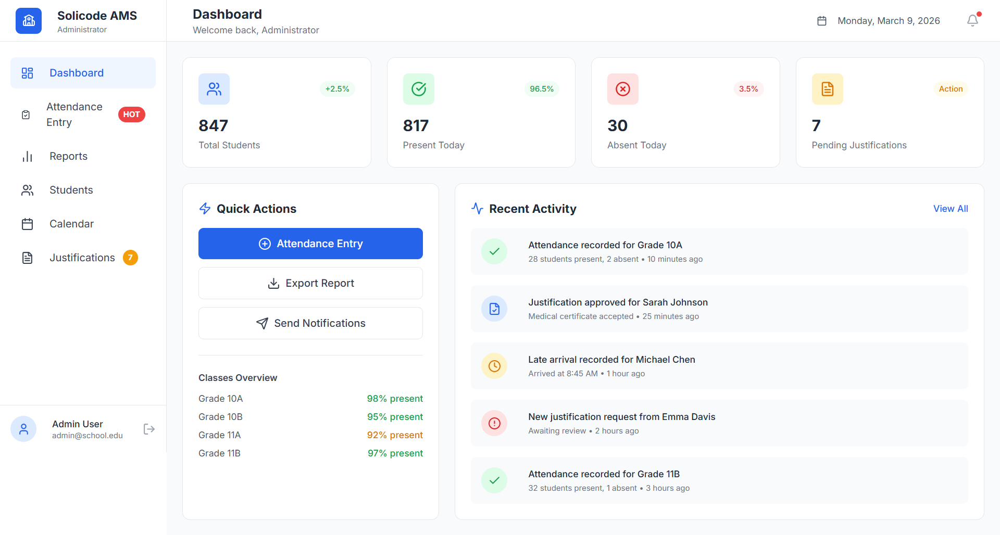 Solicode AMS
Administrator
Dashboard
Attendance
Entry
HOT
Reports
Students
Calendar
Justifications 7
Admin User
admin@school.edu
Dashboard
Welcome back, Administrator
Monday, March 9, 2026
+2.5%
847
Total Students
96.5%
817
Present Today
3.5%
30
Absent Today
Action
7
Pending Justifications
Quick Actions
Attendance Entry
Export Report
Send Notifications
Classes Overview
Grade 10A 98% present
Grade 10B 95% present
Grade 11A 92% present
Grade 11B 97% present
Recent Activity View All
Attendance recorded for Grade 10A
28 students present, 2 absent • 10 minutes ago
Justification approved for Sarah Johnson
Medical certificate accepted • 25 minutes ago
Late arrival recorded for Michael Chen
Arrived at 8:45 AM • 1 hour ago
New justification request from Emma Davis
Awaiting review • 2 hours ago
Attendance recorded for Grade 11B
32 students present, 1 absent • 3 hours ago